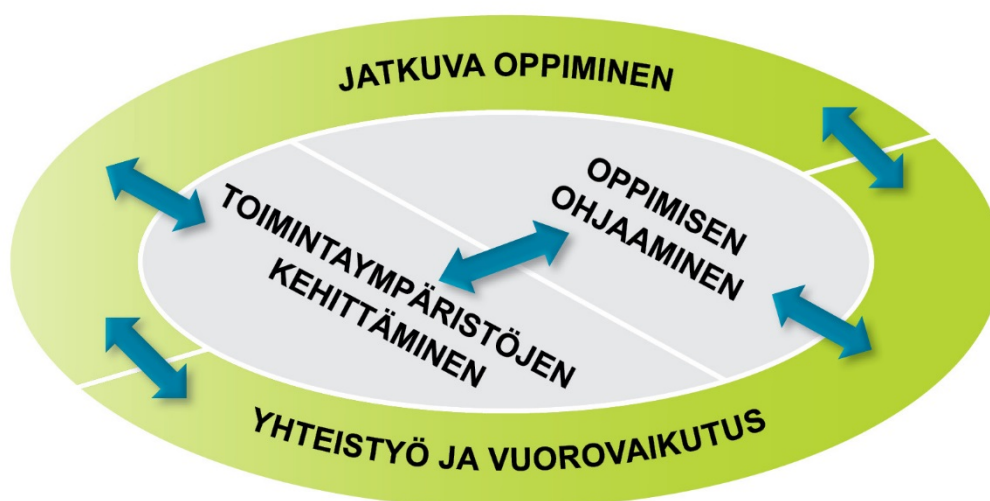 JATKUVA OPPIMINEN
OPPIMISEN
OHJAAMINEN
TOIMINTAYMPÄRISTÖJEN
KEHITTÄMINEN
YHTEISTYÖ JA VUOROVAIKUTUS